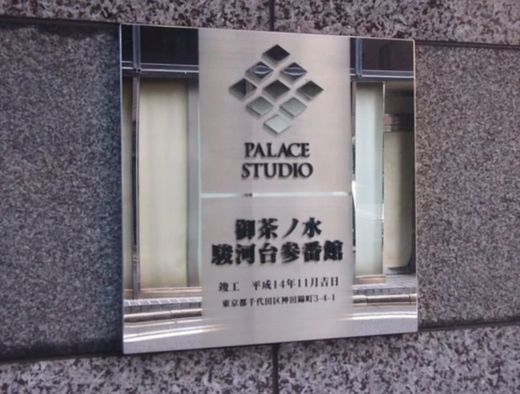 PALACE
STUDIO
御茶ノ水
駿河台参番館
竣工 平成14年11月吉日
東京都千代田区神田錦町3-4-1